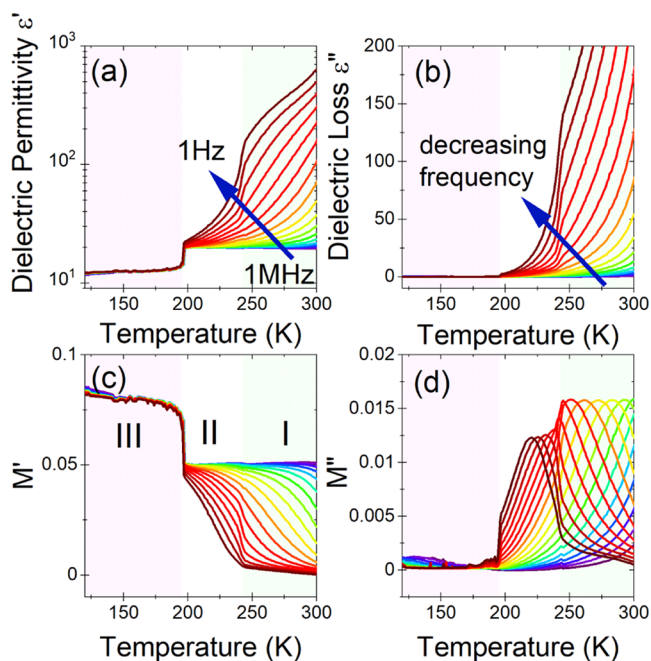 (a)
1Hz
1MHz
Dielectric Permittivity ε'
10³
10²
10¹
150 200 250 300
Temperature (K)
(b)
decreasing
frequency
Dielectric Loss ε"
200
150
100
50
0
150 200 250 300
Temperature (K)
(c)
III II I
M'
0.1
0.05
0
150 200 250 300
Temperature (K)
(d)
M"
0.02
0.015
0.01
0.005
0
150 200 250 300
Temperature (K)